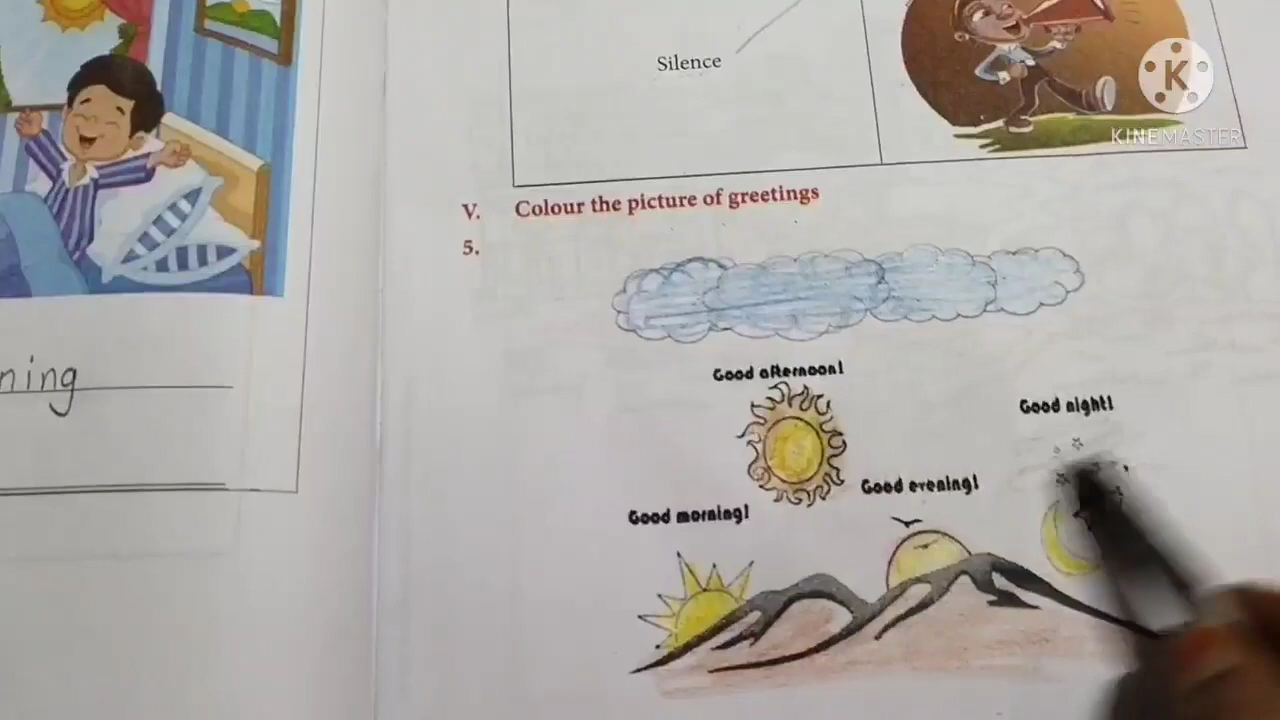 Silence
K
KINEMASTER
V. Colour the picture of greetings
5.
ning
Good afternoon!
Good night!
Good evening!
Good morning!